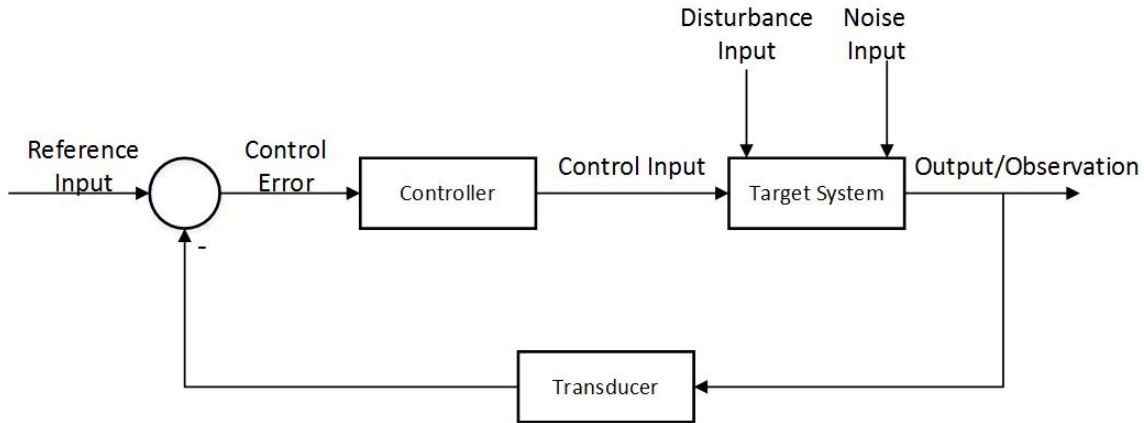 Disturbance
Input
Noise
Input
Reference
Input
Control
Error
Controller
Control Input
Target System
Output/Observation
-
Transducer